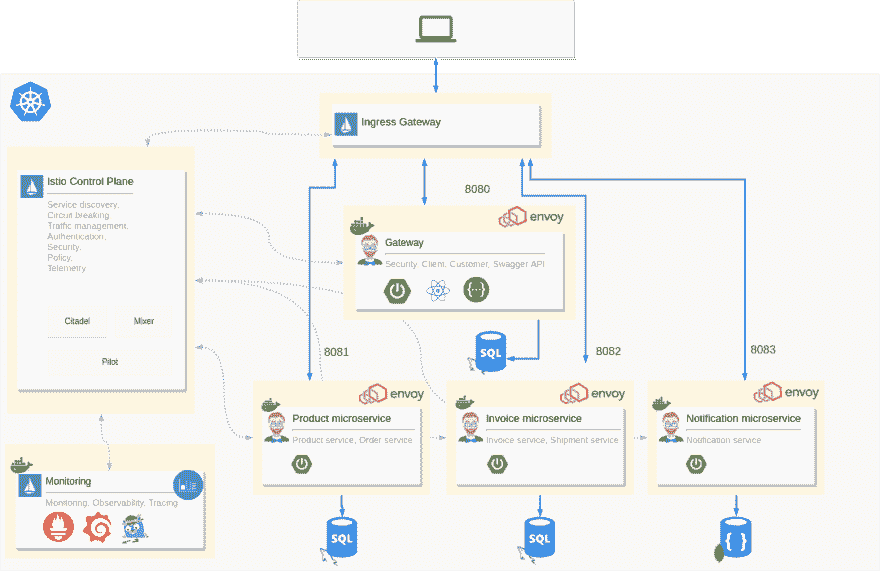 Ingress Gateway
Istio Control Plane
Service discovery,
Circuit breaking
Traffic management,
Authentication,
Security,
Policy,
Telemetry
Citadel
Mixer
Pilot
8080
envoy
Gateway
Security, Client, Customer, Swagger API
SQL
8081
8082
8083
envoy
Product microservice
Product service, Order service
envoy
Invoice microservice
Invoice service, Shipment service
envoy
Notification microservice
Notification service
Monitoring
Monitoring, Observability, Tracing
SQL
SQL